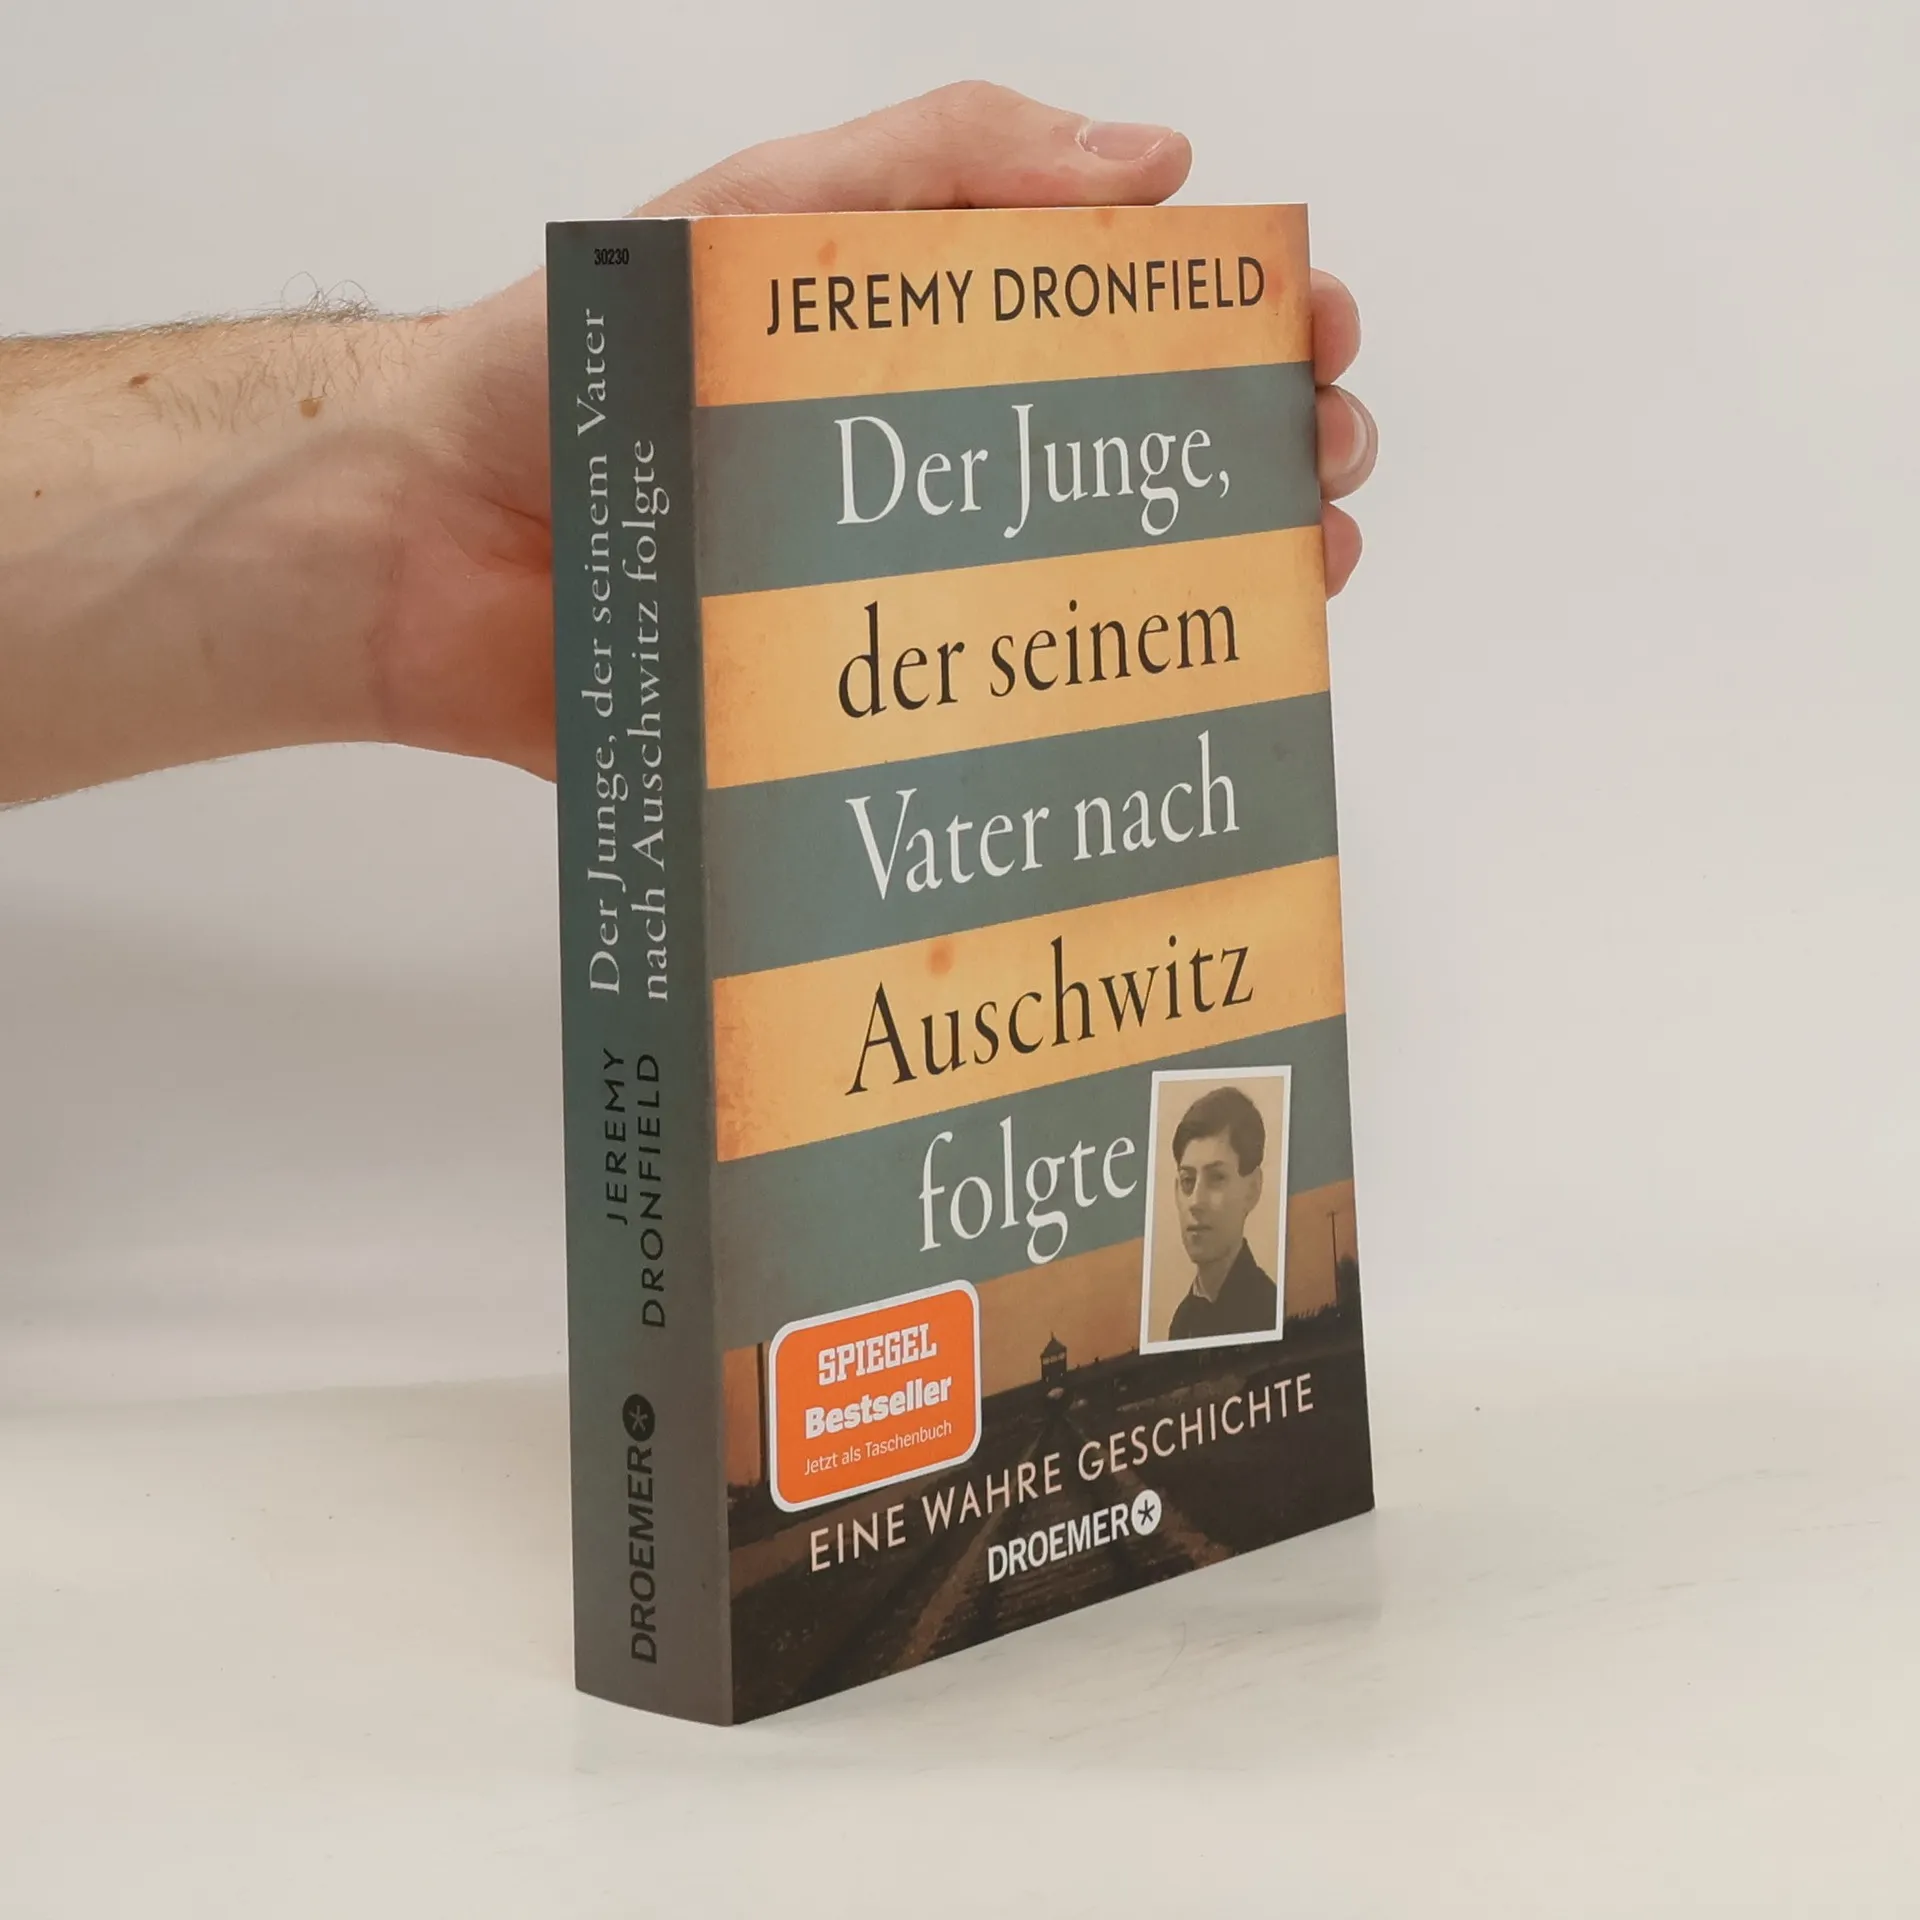 30230
Der Junge, der seinem Vater
nach Auschwitz folgte
JEREMY
DRONFIELD
DROEMER
JEREMY DRONFIELD
Der Junge,
der seinem
Vater nach
Auschwitz
folgte
SPIEGEL
Bestseller
Jetzt als Taschenbuch
EINE WAHRE GESCHICHTE
DROEMER